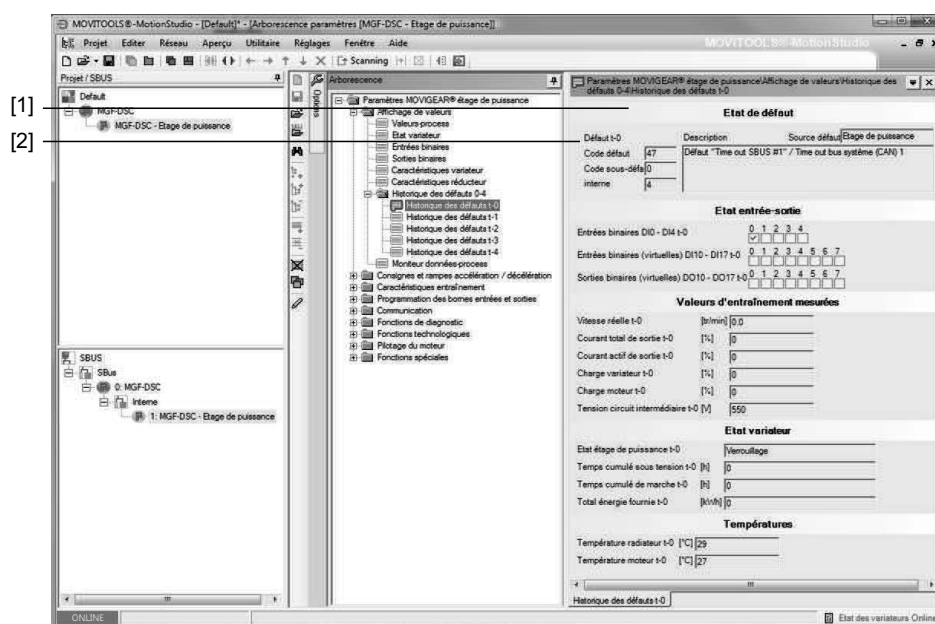 MOVITOOLS®-MotionStudio - [Default]* - [Arborescence paramètres [MGF-DSC - Etage de puissance]]
Projet Editer Réseau Aperçu Utilitaire Réglages Fenêtre Aide
MOVITOOLS®-MotionStudio
Scanning
Projet / SBUS
Default
MGF-DSC
MGF-DSC - Etage de puissance
[1]
[2]
SBUS
SBus
0: MGF-DSC
Interne
1: MGF-DSC - Etage de puissance
Options
Arborescence
Paramètres MOVIGEAR® étage de puissance
Affichage de valeurs
Valeurs-process
Etat variateur
Entrées binaires
Sorties binaires
Caractéristiques variateur
Caractéristiques réducteur
Historique des défauts 0-4
Historique des défauts t-0
Historique des défauts t-1
Historique des défauts t-2
Historique des défauts t-3
Historique des défauts t-4
Moniteur données-process
Consignes et rampes accélération / décélération
Caractéristiques entraînement
Programmation des bornes entrées et sorties
Communication
Fonctions de diagnostic
Fonctions technologiques
Pilotage du moteur
Fonctions spéciales
Paramètres MOVIGEAR® étage de puissance\Affichage de valeurs\Historique des
défauts 0-4\Historique des défauts t-0
Etat de défaut
Défaut t-0 Description Source défaut Etage de puissance
Code défaut 47 Défaut "Time out SBUS #1" / Time out bus système (CAN) 1
Code sous-défa 0
interne 4
Etat entrée-sortie
0 1 2 3 4
Entrées binaires DI0 - DI4 t-0
0 1 2 3 4 5 6 7
Entrées binaires (virtuelles) DI10 - DI17 t-0
0 1 2 3 4 5 6 7
Sorties binaires (virtuelles) DO10 - DO17 t-0
Valeurs d'entraînement mesurées
Vitesse réelle t-0 [tr/min] 0.0
Courant total de sortie t-0 [%] 0
Courant actif de sortie t-0 [%] 0
Charge variateur t-0 [%] 0
Charge moteur t-0 [%] 0
Tension circuit intermédiaire t-0 [V] 550
Etat variateur
Etat étage de puissance t-0 Verrouillage
Temps cumulé sous tension t-0 [h] 0
Temps cumulé de marche t-0 [h] 0
Total énergie fournie t-0 [kWh] 0
Températures
Température radiateur t-0 [°C] 29
Température moteur t-0 [°C] 27
Historique des défauts t-0
ONLINE
Etat des variateurs Online